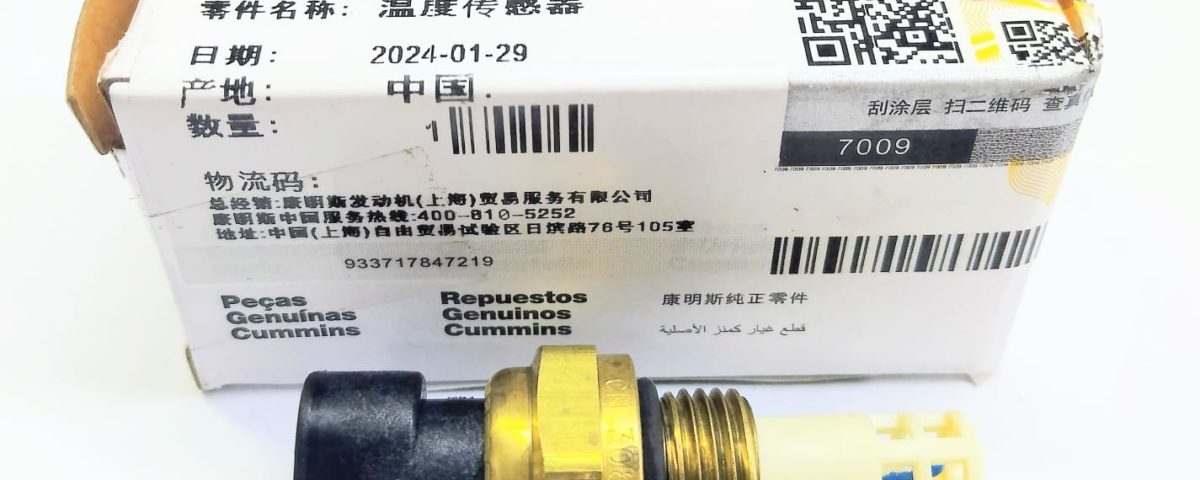 零件名称: 温度传感器
日期: 2024-01-29
产地: 中国.
数量: 1
刮涂层 扫二维码 查真
7009
物流码:
总经销:康明斯发动机(上海)贸易服务有限公司
康明斯中国服务热线:400-810-5252
地址:中国(上海)自由贸易试验区日滨路76号105室
933717847219
Peças
Genuínas
Cummins
Repuestos
Genuinos
Cummins
康明斯纯正零件
قطع غيار كمنز الأصلية
CN